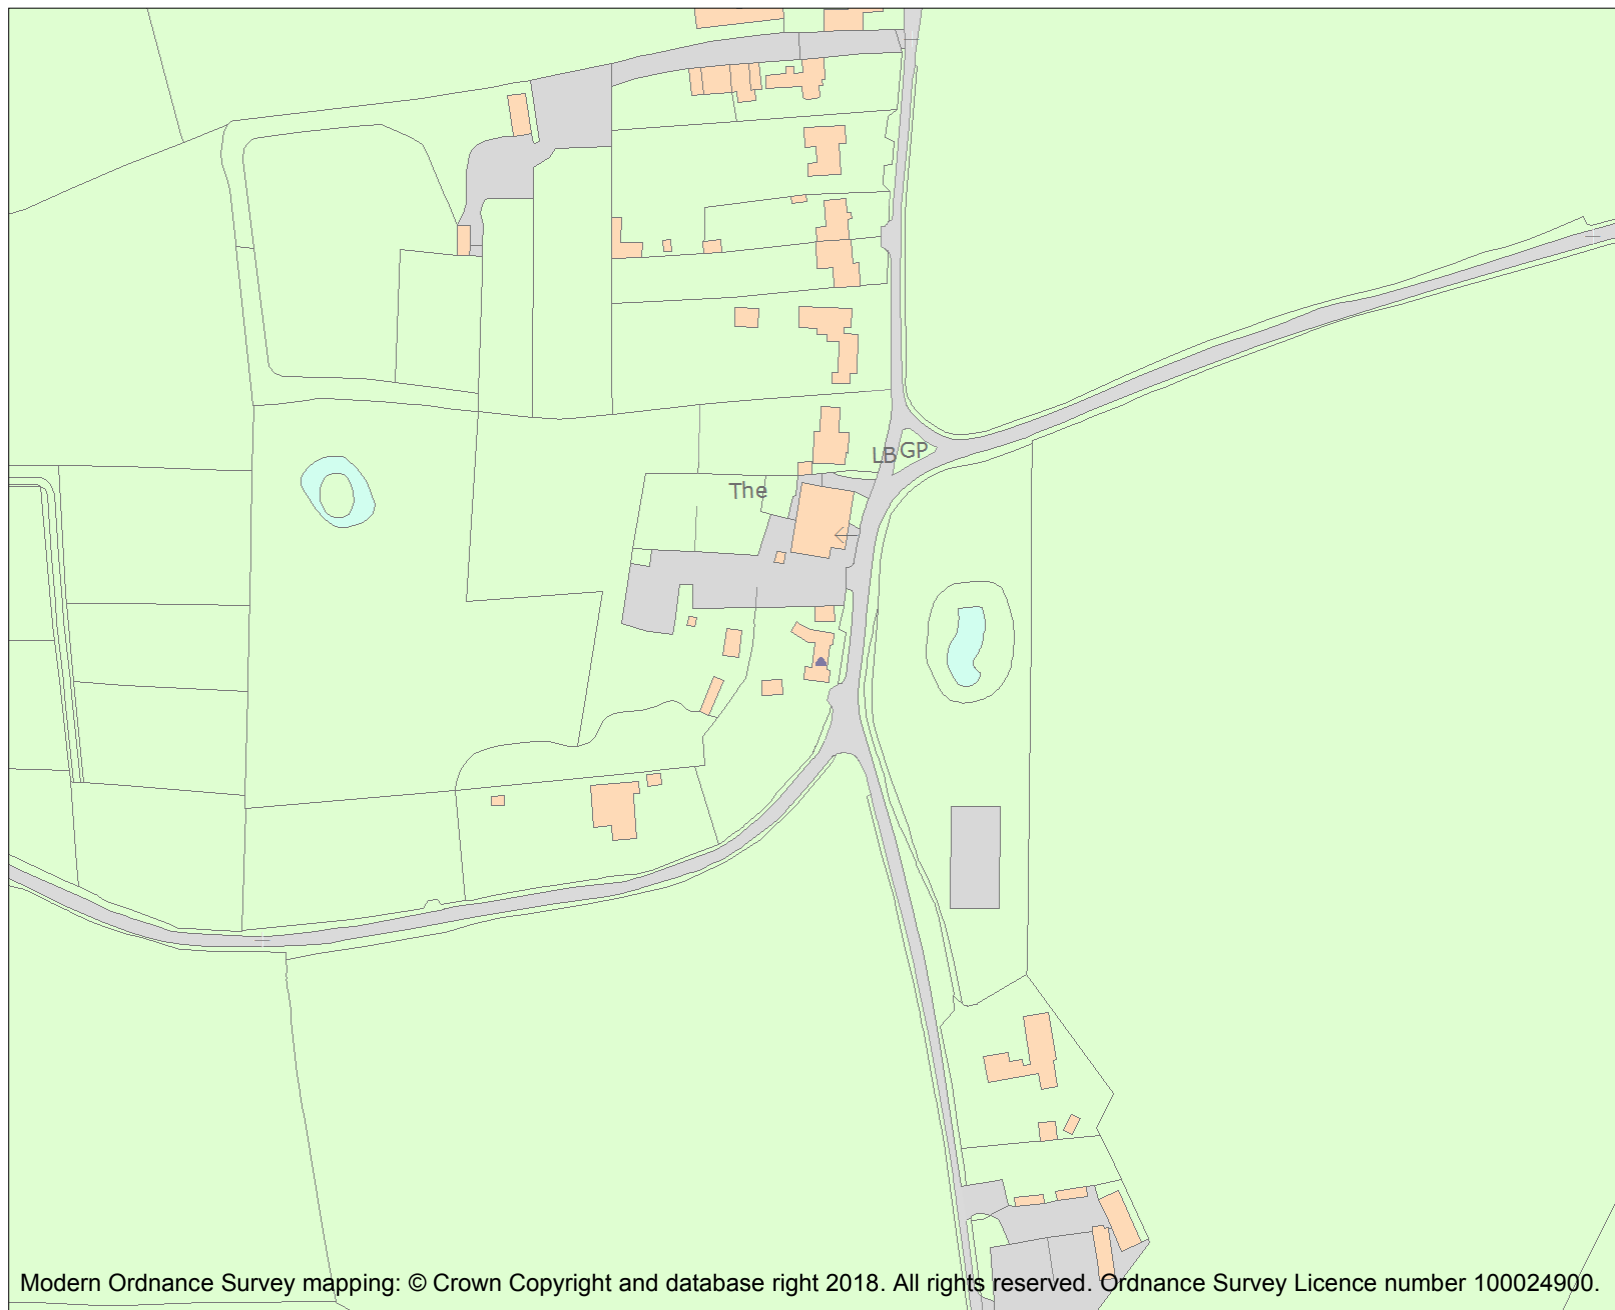 LB GP
The
Modern Ordnance Survey mapping: © Crown Copyright and database right 2018. All rights reserved. Ordnance Survey Licence number 100024900.